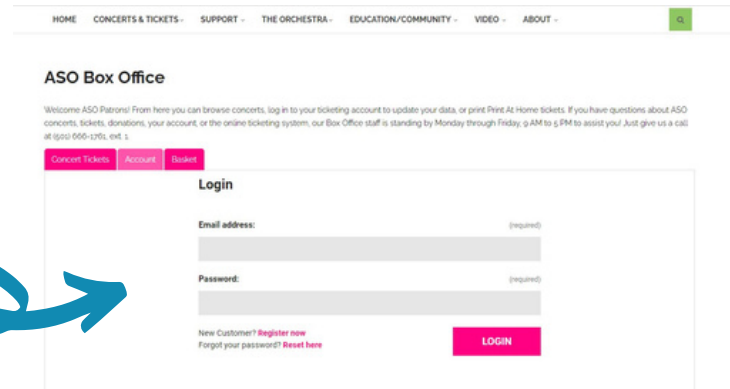 HOME CONCERTS & TICKETS SUPPORT THE ORCHESTRA EDUCATION/COMMUNITY VIDEO ABOUT
ASO Box Office
Welcome ASO Patrons! From here you can browse concerts, log in to your ticketing account to update your data, or print Print At Home tickets. If you have questions about ASO
concerts, tickets, donations, your account, or the online ticketing system, our Box Office staff is standing by Monday through Friday, 9 AM to 5 PM to assist you! Just give us a call
at (501) 666-1761, ext. 1.
Concert Tickets Account Basket
Login
Email address: (required)
Password: (required)
New Customer? Register now
Forgot your password? Reset here
LOGIN